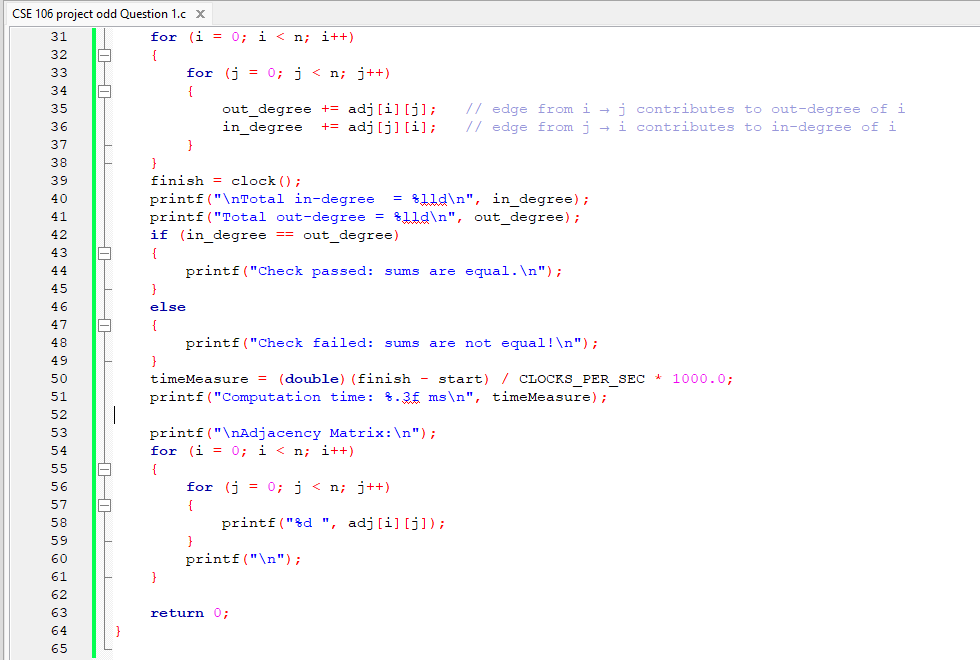 CSE 106 project odd Question 1.c X
31 for (i = 0; i < n; i++)
32 {
33 for (j = 0; j < n; j++)
34 {
35 out_degree += adj[i][j]; // edge from i → j contributes to out-degree of i
36 in_degree  += adj[j][i]; // edge from j → i contributes to in-degree of i
37 }
38 }
39 finish = clock();
40 printf("\nTotal in-degree  = %lld\n", in_degree);
41 printf("Total out-degree = %lld\n", out_degree);
42 if (in_degree == out_degree)
43 {
44 printf("Check passed: sums are equal.\n");
45 }
46 else
47 {
48 printf("Check failed: sums are not equal!\n");
49 }
50 timeMeasure = (double)(finish - start) / CLOCKS_PER_SEC * 1000.0;
51 printf("Computation time: %.3f ms\n", timeMeasure);
52
53 printf("\nAdjacency Matrix:\n");
54 for (i = 0; i < n; i++)
55 {
56 for (j = 0; j < n; j++)
57 {
58 printf("%d ", adj[i][j]);
59 }
60 printf("\n");
61 }
62
63 return 0;
64 }
65